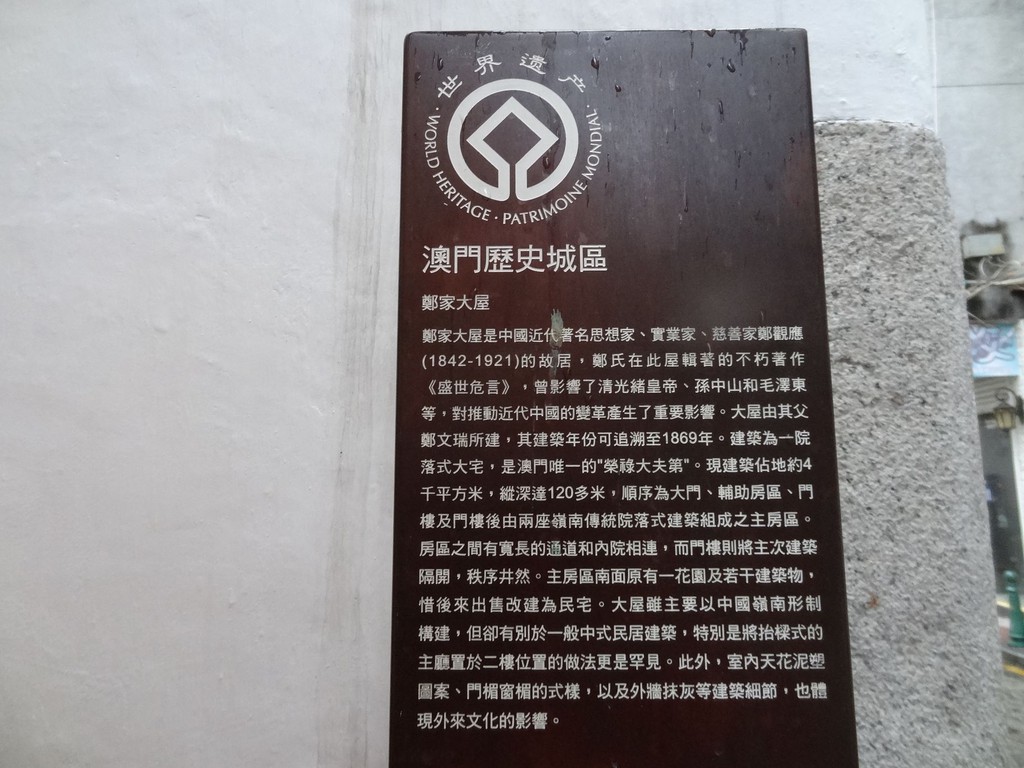 世界遗产
· WORLD HERITAGE · PATRIMOINE MONDIAL ·
澳門歷史城區
鄭家大屋
鄭家大屋是中國近代著名思想家、實業家、慈善家鄭觀應
(1842-1921)的故居，鄭氏在此屋輯著的不朽著作
《盛世危言》，曾影響了清光緒皇帝、孫中山和毛澤東
等，對推動近代中國的變革產生了重要影響。大屋由其父
鄭文瑞所建，其建築年份可追溯至1869年。建築為一院
落式大宅，是澳門唯一的"榮祿大夫第"。現建築佔地約4
千平方米，縱深達120多米，順序為大門、輔助房區、門
樓及門樓後由兩座嶺南傳統院落式建築組成之主房區。
房區之間有寬長的通道和內院相連，而門樓則將主次建築
隔開，秩序井然。主房區南面原有一花園及若干建築物，
惜後來出售改建為民宅。大屋雖主要以中國嶺南形制
構建，但卻有別於一般中式民居建築，特別是將抬樑式的
主廳置於二樓位置的做法更是罕見。此外，室內天花泥塑
圖案、門楣窗楣的式樣，以及外牆抹灰等建築細節，也體
現外來文化的影響。